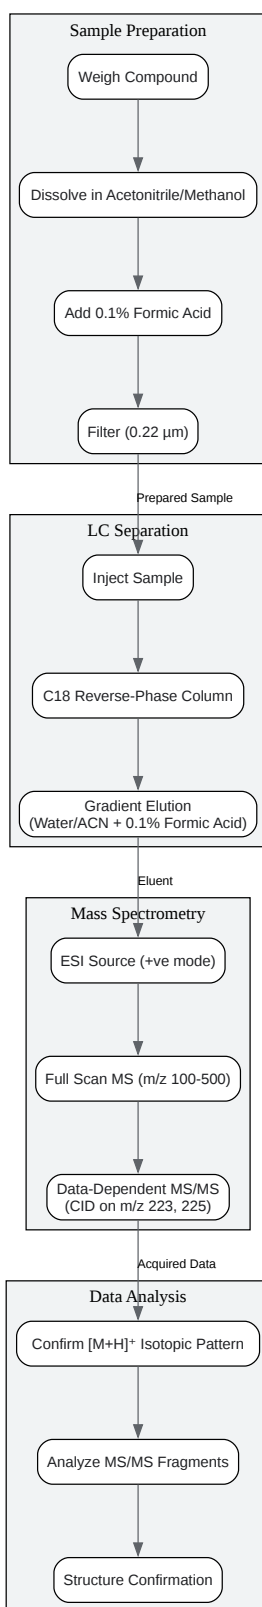 Sample Preparation
Weigh Compound
Dissolve in Acetonitrile/Methanol
Add 0.1% Formic Acid
Filter (0.22 µm)
Prepared Sample
LC Separation
Inject Sample
C18 Reverse-Phase Column
Gradient Elution
(Water/ACN + 0.1% Formic Acid)
Eluent
Mass Spectrometry
ESI Source (+ve mode)
Full Scan MS (m/z 100-500)
Data-Dependent MS/MS
(CID on m/z 223, 225)
Acquired Data
Data Analysis
Confirm [M+H]⁺ Isotopic Pattern
Analyze MS/MS Fragments
Structure Confirmation